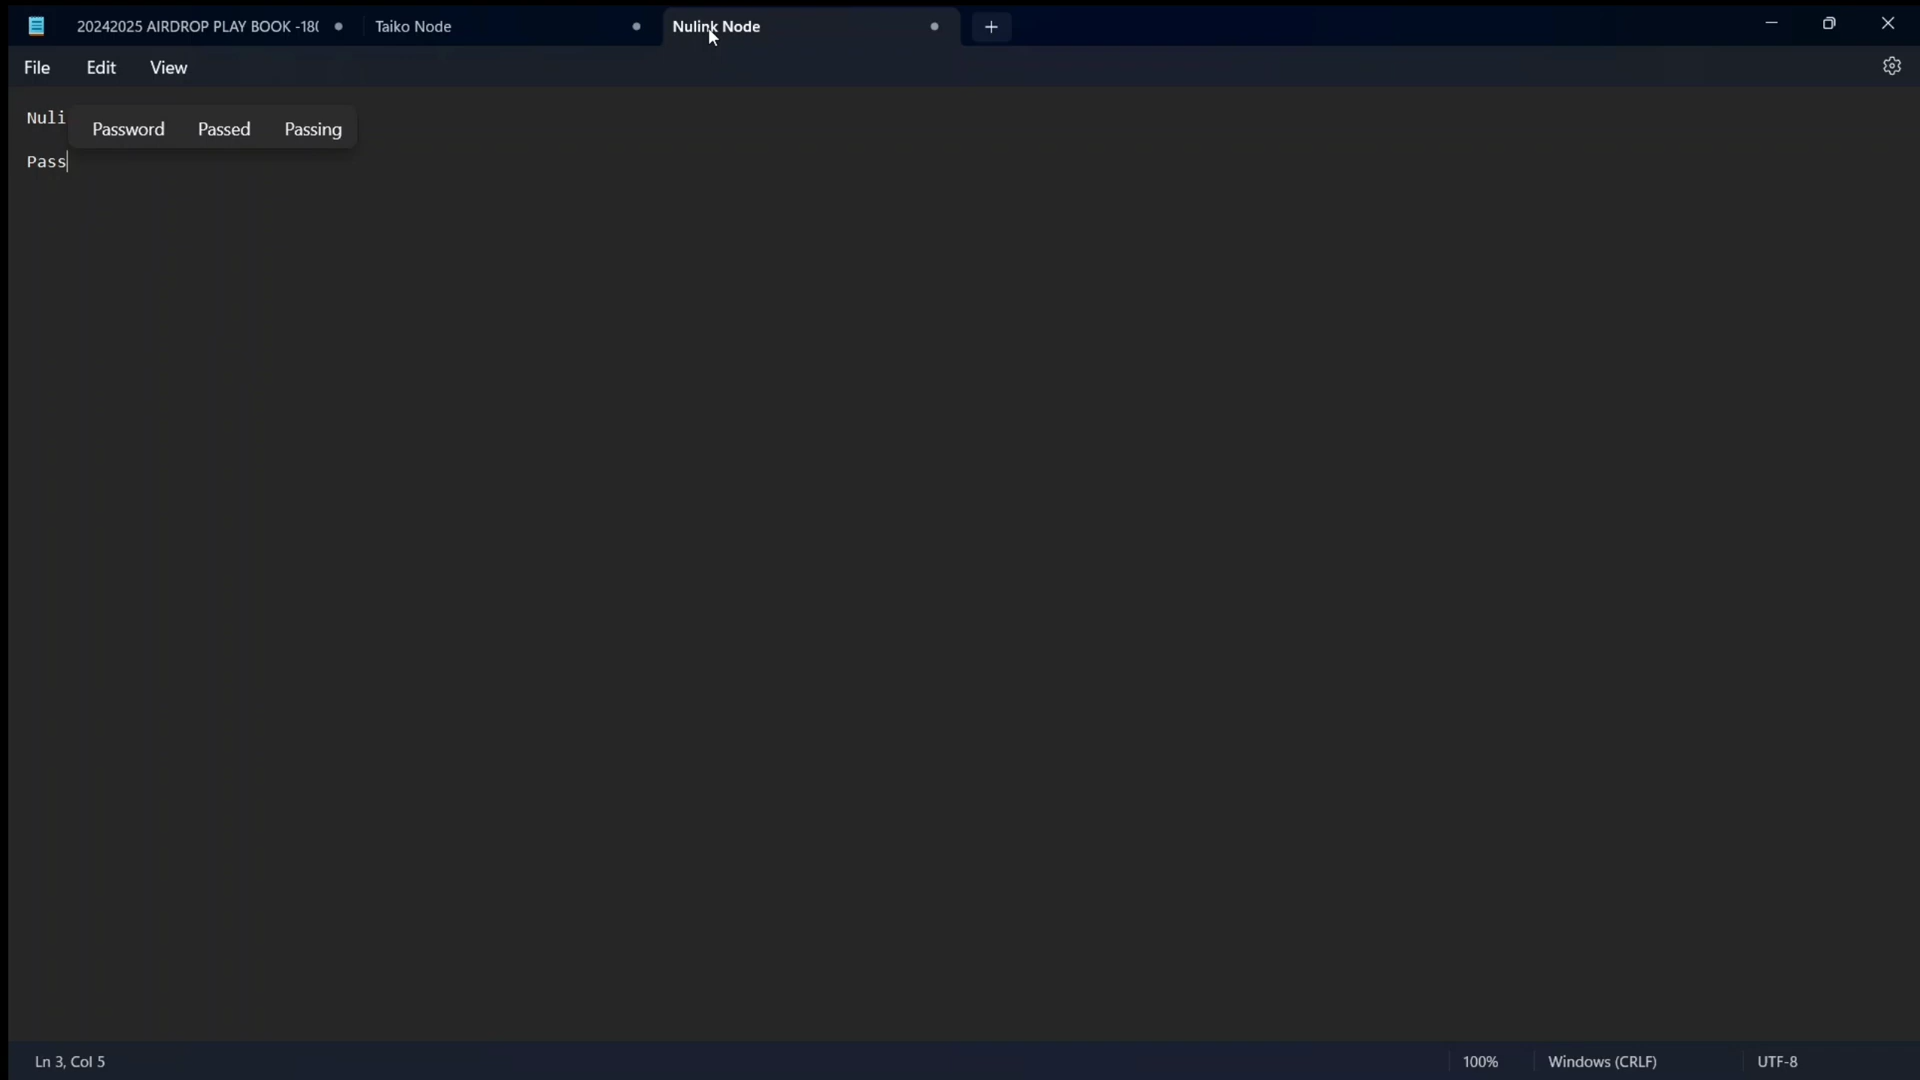 20242025 AIRDROP PLAY BOOK -18(
Taiko Node
Nulink Node
File Edit View
Nuli
Password Passed Passing
Pass
Ln 3, Col 5
100%
Windows (CRLF)
UTF-8